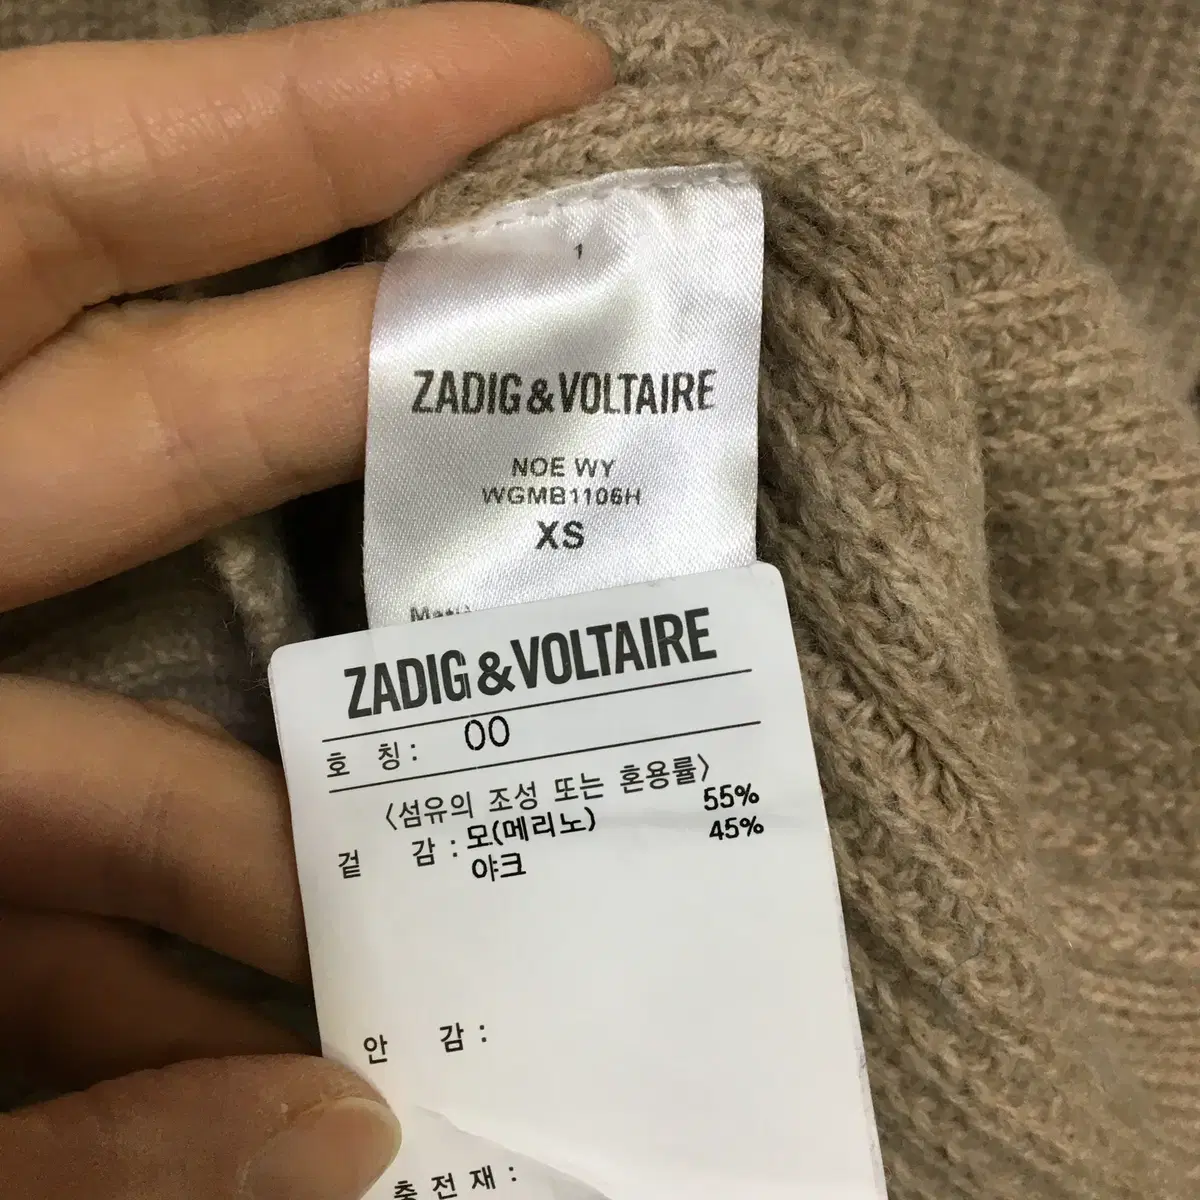 1
ZADIG&VOLTAIRE
NOE WY
WGMB1106H
XS
ZADIG&VOLTAIRE
호 칭: 00
〈섬유의 조성 또는 혼용률〉
겉 감: 모(메리노) 55%
야크 45%
안 감:
충전재: